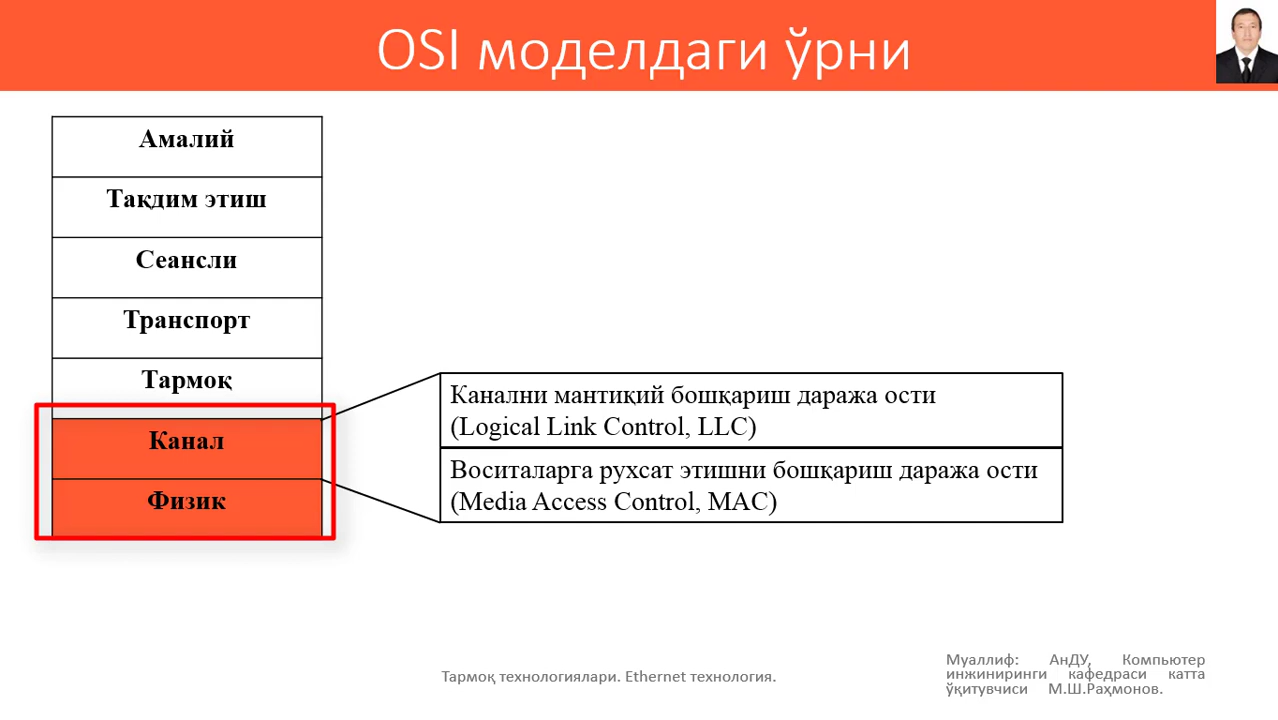 OSI моделдаги ўрни
Амалий
Тақдим этиш
Сеансли
Транспорт
Тармоқ
Канал
Физик
Канални мантиқий бошқариш даража ости
(Logical Link Control, LLC)
Воситаларга рухсат этишни бошқариш даража ости
(Media Access Control, MAC)
Тармоқ технологиялари. Ethernet технология.
Муаллиф: АнДУ, Компьютер
инжиниринги кафедраси катта
ўқитувчиси М.Ш.Раҳмонов.